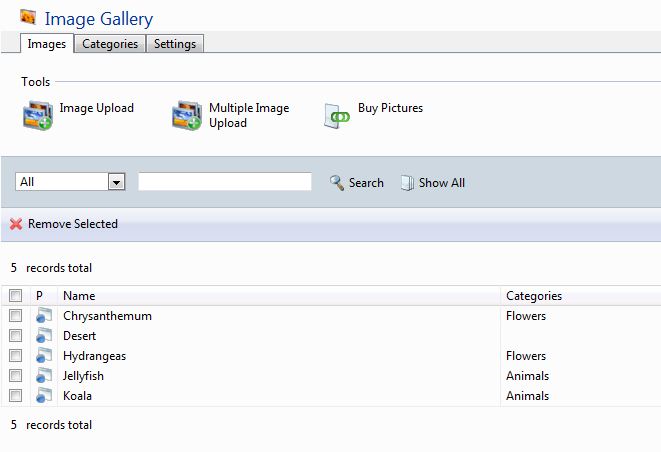 Image Gallery
Images Categories Settings
Tools
Image Upload
Multiple Image
Upload
Buy Pictures
All Search Show All
Remove Selected
5 records total
P Name Categories
Chrysanthemum Flowers
Desert
Hydrangeas Flowers
Jellyfish Animals
Koala Animals
5 records total